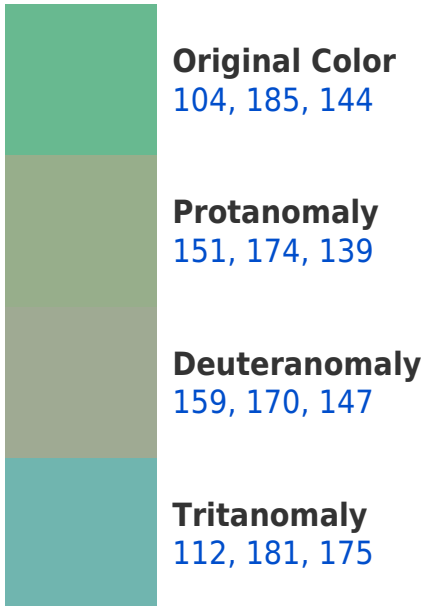 Original Color
104, 185, 144
Protanomaly
151, 174, 139
Deuteranomaly
159, 170, 147
Tritanomaly
112, 181, 175